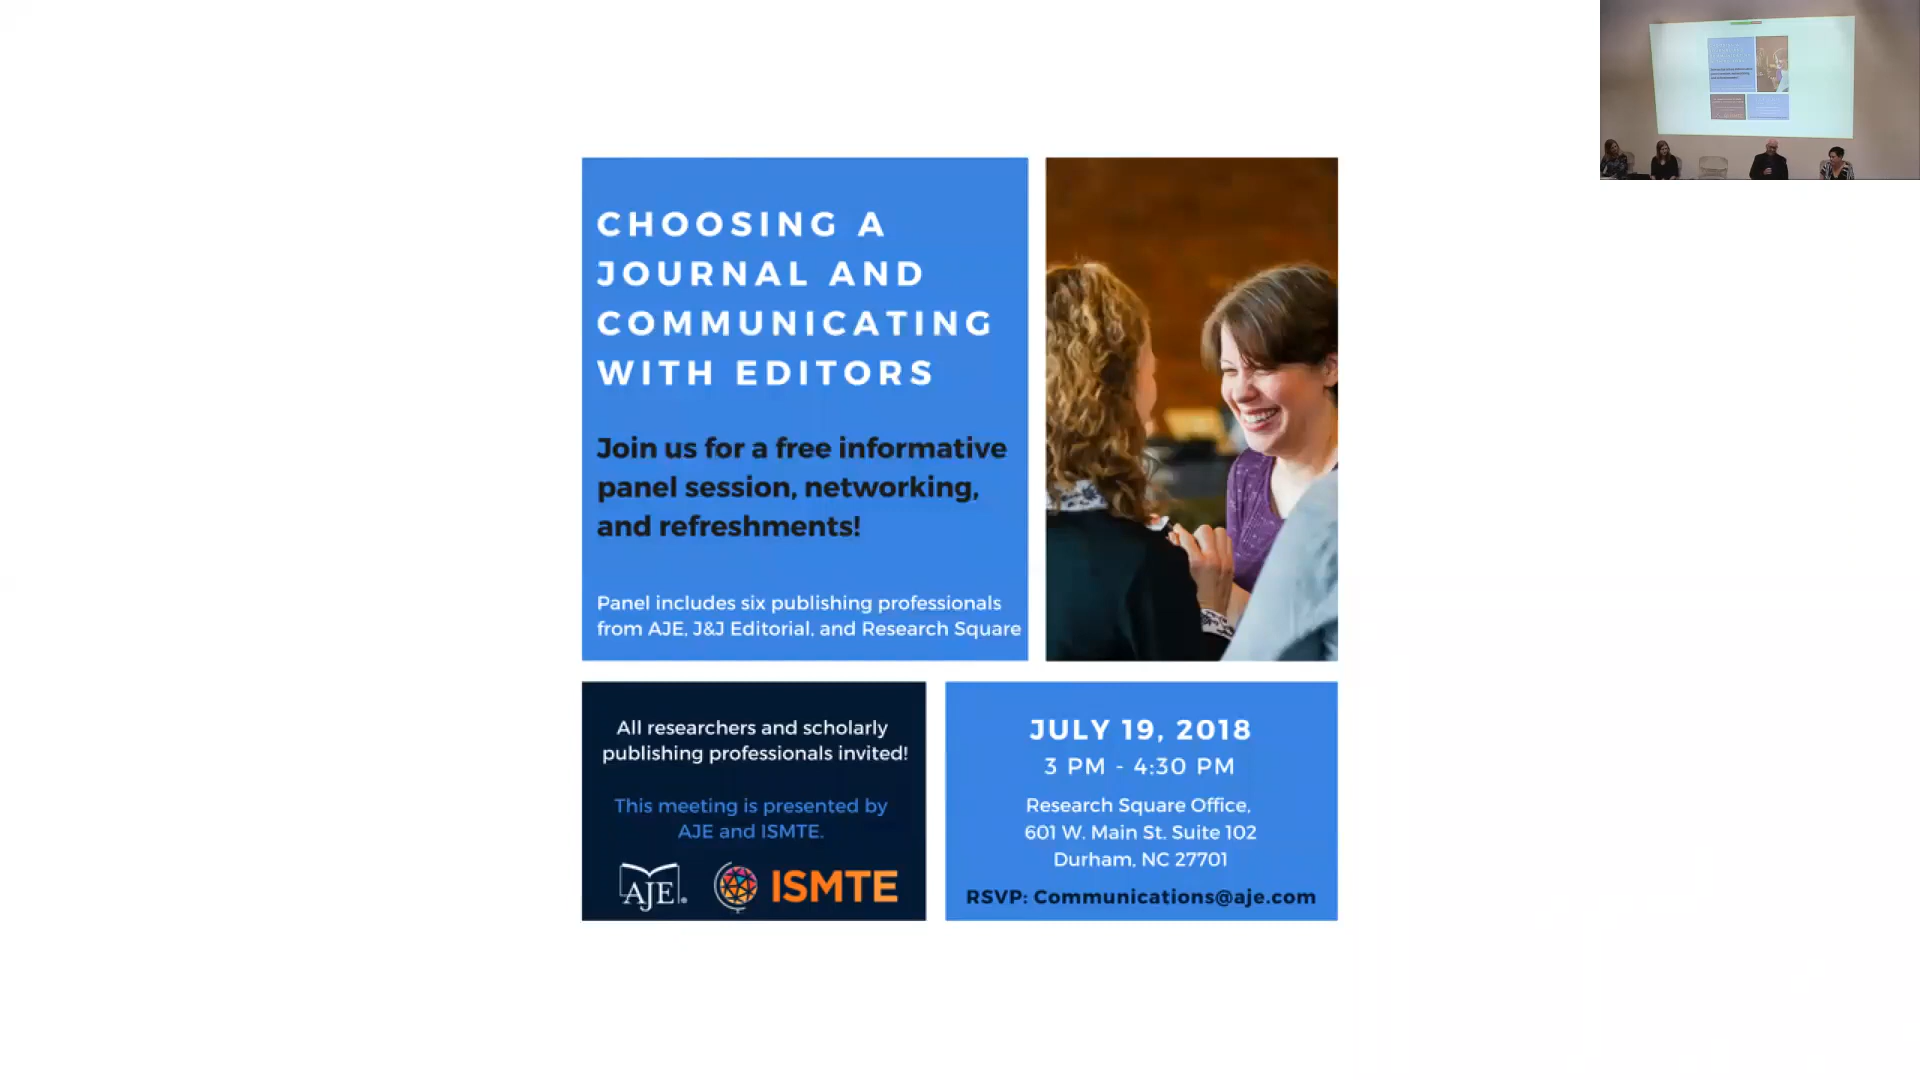 CHOOSING A
JOURNAL AND
COMMUNICATING
WITH EDITORS
Join us for a free informative
panel session, networking,
and refreshments!
Panel includes six publishing professionals
from AJE, J&J Editorial, and Research Square
All researchers and scholarly
publishing professionals invited!
This meeting is presented by
AJE and ISMTE.
AJE®
ISMTE
JULY 19, 2018
3 PM - 4:30 PM
Research Square Office,
601 W. Main St. Suite 102
Durham, NC 27701
RSVP: Communications@aje.com